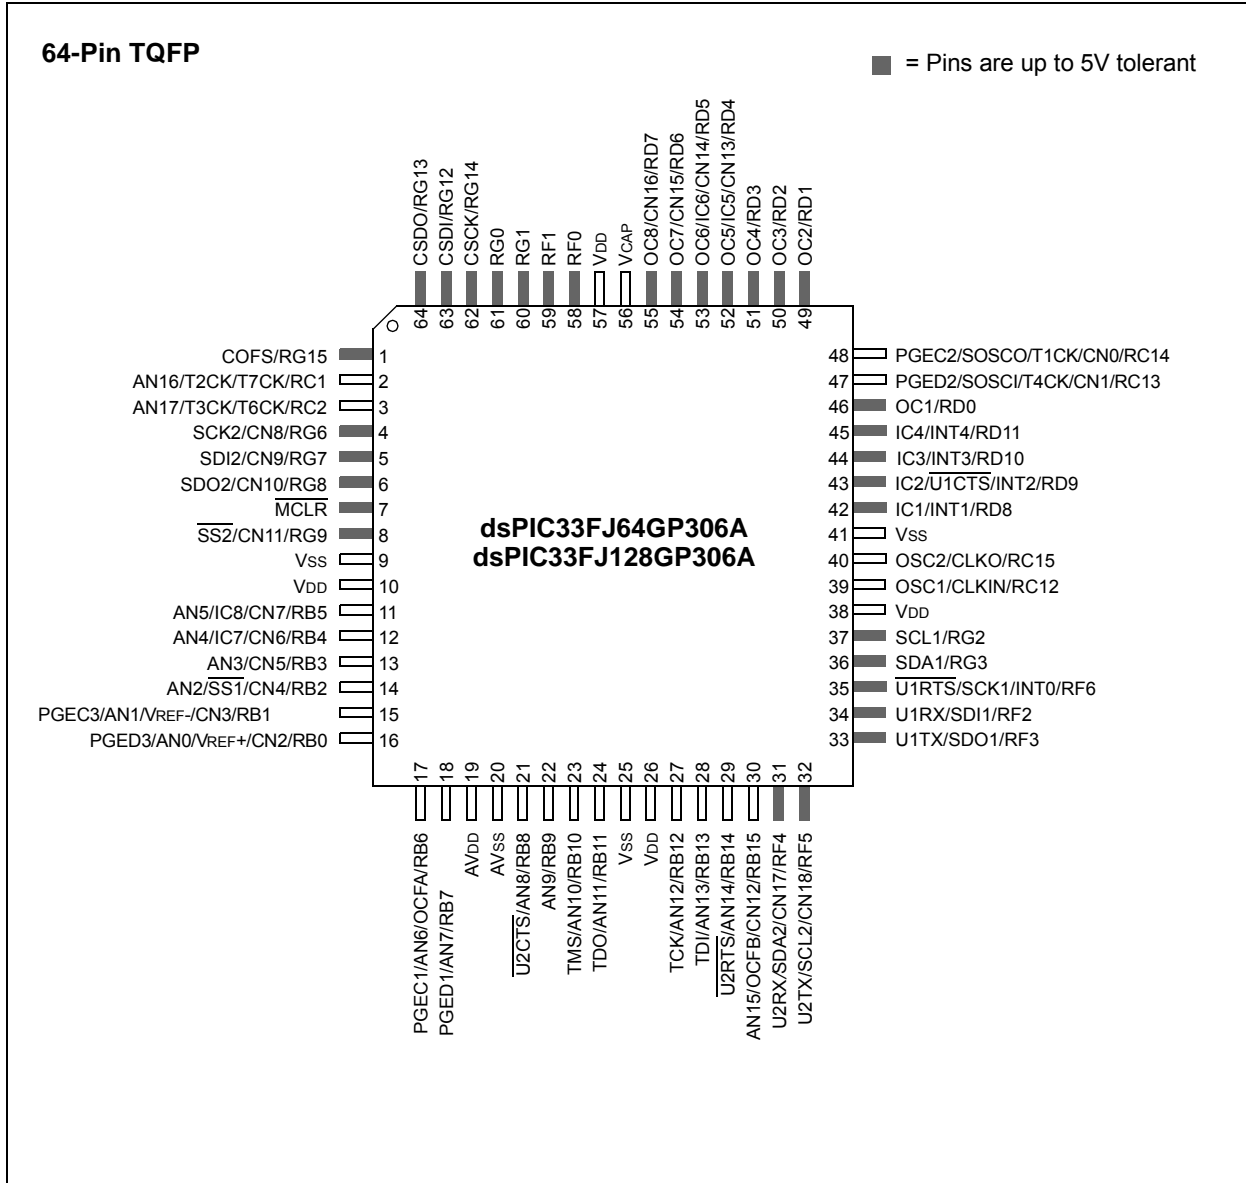 64-Pin TQFP
= Pins are up to 5V tolerant
CSDO/RG13
CSDI/RG12
CSCK/RG14
RG0
RG1
RF1
RF0
VDD
VCAP
OC8/CN16/RD7
OC7/CN15/RD6
OC6/IC6/CN14/RD5
OC5/IC5/CN13/RD4
OC4/RD3
OC3/RD2
OC2/RD1
64
63
62
61
60
59
58
57
56
55
54
53
52
51
50
49
COFS/RG15 1
AN16/T2CK/T7CK/RC1 2
AN17/T3CK/T6CK/RC2 3
SCK2/CN8/RG6 4
SDI2/CN9/RG7 5
SDO2/CN10/RG8 6
MCLR 7
SS2/CN11/RG9 8
VSS 9
VDD 10
AN5/IC8/CN7/RB5 11
AN4/IC7/CN6/RB4 12
AN3/CN5/RB3 13
AN2/SS1/CN4/RB2 14
PGEC3/AN1/VREF-/CN3/RB1 15
PGED3/AN0/VREF+/CN2/RB0 16
dsPIC33FJ64GP306A
dsPIC33FJ128GP306A
48 PGEC2/SOSCO/T1CK/CN0/RC14
47 PGED2/SOSCI/T4CK/CN1/RC13
46 OC1/RD0
45 IC4/INT4/RD11
44 IC3/INT3/RD10
43 IC2/U1CTS/INT2/RD9
42 IC1/INT1/RD8
41 VSS
40 OSC2/CLKO/RC15
39 OSC1/CLKIN/RC12
38 VDD
37 SCL1/RG2
36 SDA1/RG3
35 U1RTS/SCK1/INT0/RF6
34 U1RX/SDI1/RF2
33 U1TX/SDO1/RF3
17
18
19
20
21
22
23
24
25
26
27
28
29
30
31
32
PGEC1/AN6/OCFA/RB6
PGED1/AN7/RB7
AVDD
AVSS
U2CTS/AN8/RB8
AN9/RB9
TMS/AN10/RB10
TDO/AN11/RB11
VSS
VDD
TCK/AN12/RB12
TDI/AN13/RB13
U2RTS/AN14/RB14
AN15/OCFB/CN12/RB15
U2RX/SDA2/CN17/RF4
U2TX/SCL2/CN18/RF5